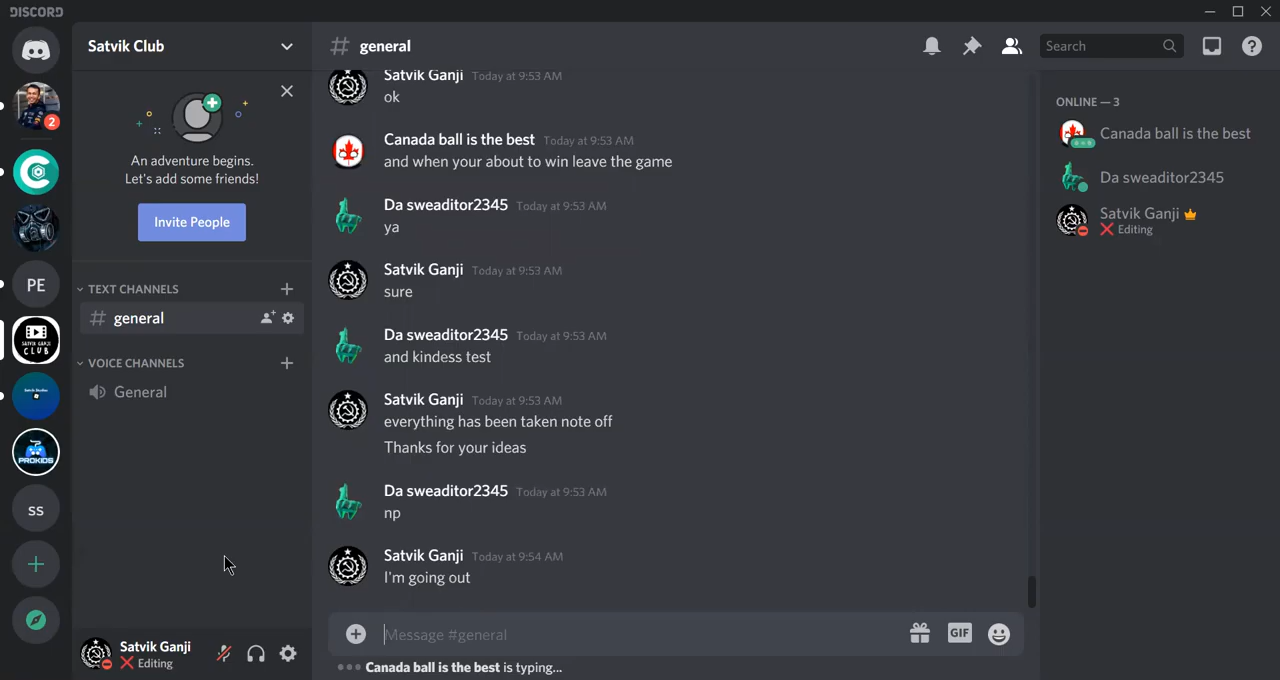 DISCORD
Satvik Club
An adventure begins.
Let's add some friends!
Invite People
TEXT CHANNELS
general
VOICE CHANNELS
General
2
PE
SATVIK GANJI
CLUB
PROKIDS
ss
Satvik Ganji
Editing
# general
Search
Satvik Ganji Today at 9:53 AM
ok
Canada ball is the best Today at 9:53 AM
and when your about to win leave the game
Da sweaditor2345 Today at 9:53 AM
ya
Satvik Ganji Today at 9:53 AM
sure
Da sweaditor2345 Today at 9:53 AM
and kindess test
Satvik Ganji Today at 9:53 AM
everything has been taken note off
Thanks for your ideas
Da sweaditor2345 Today at 9:53 AM
np
Satvik Ganji Today at 9:54 AM
I'm going out
Message #general
GIF
Canada ball is the best is typing...
ONLINE — 3
Canada ball is the best
Da sweaditor2345
Satvik Ganji
Editing